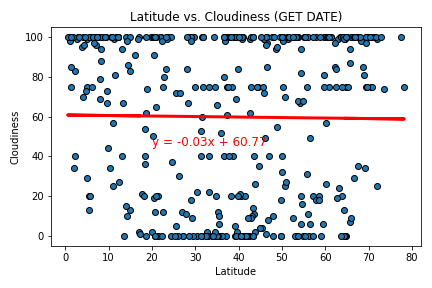 Latitude vs. Cloudiness (GET DATE)
100
80
60
40
20
0
Cloudiness
y = -0.03x + 60.77
0 10 20 30 40 50 60 70 80
Latitude